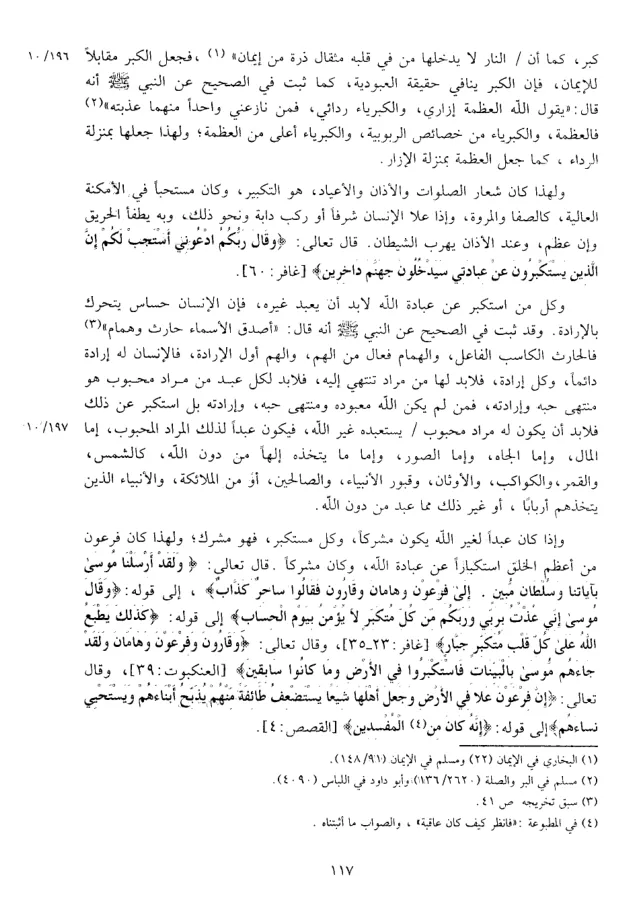 كبر، كما أن / النار لا يدخلها من في قلبه مثقال ذرة من إيمان» (١) ،فجعل الكبر مقابلاً ١٠/١٩٦
للإيمان، فإن الكبر ينافي حقيقة العبودية، كما ثبت في الصحيح عن النبي ﷺ أنه
قال:«يقول الله العظمة إزاري، والكبرياء ردائي، فمن نازعني واحداً منهما عذبته»(٢)
فالعظمة، والكبرياء من خصائص الربوبية، والكبرياء أعلى من العظمة؛ ولهذا جعلها بمنزلة
الرداء ، كما جعل العظمة بمنزلة الإزار.
ولهذا كان شعار الصلوات والأذان والأعياد، هو التكبير، وكان مستحباً في الأمكنة
العالية، كالصفا والمروة، وإذا علا الإنسان شرفاً أو ركب دابة ونحو ذلك، وبه يطفأ الحريق
وإن عظم، وعند الأذان يهرب الشيطان. قال تعالى: ﴿وَقَالَ رَبُّكُمُ ادْعُونِي أَسْتَجِبْ لَكُمْ إِنَّ
الَّذِينَ يَسْتَكْبِرُونَ عَنْ عِبَادَتِي سَيَدْخُلُونَ جَهَنَّمَ دَاخِرِينَ﴾ [غافر:٦٠].
وكل من استكبر عن عبادة الله لابد أن يعبد غيره، فإن الإنسان حساس يتحرك
بالإرادة. وقد ثبت في الصحيح عن النبي ﷺ أنه قال: «أصدق الأسماء حارث وهمام»(٣)
فالحارث الكاسب الفاعل، والهمام فعال من الهم، والهم أول الإرادة، فالإنسان له إرادة
دائماً، وكل إرادة، فلابد لها من مراد تنتهي إليه، فلابد لكل عبد من مراد محبوب هو
منتهى حبه وإرادته، فمن لم يكن الله معبوده ومنتهى حبه، وإرادته بل استكبر عن ذلك
فلابد أن يكون له مراد محبوب / يستعبده غير الله، فيكون عبداً لذلك المراد المحبوب، إما ١٠/١٩٧
المال، وإما الجاه، وإما الصور، وإما ما يتخذه إلهاً من دون الله، كالشمس،
والقمر،والكواكب، والأوثان، وقبور الأنبياء، والصالحين، أو من الملائكة، والأنبياء الذين
يتخذهم أرباباً ، أو غير ذلك مما عبد من دون الله.
وإذا كان عبداً لغير الله يكون مشركاً، وكل مستكبر، فهو مشرك؛ ولهذا كان فرعون
من أعظم الخلق استكباراً عن عبادة الله، وكان مشركاً .قال تعالى: ﴿ وَلَقَدْ أَرْسَلْنَا مُوسَىٰ
بِآيَاتِنَا وَسُلْطَانٍ مُّبِينٍ . إِلَىٰ فِرْعَوْنَ وَهَامَانَ وَقَارُونَ فَقَالُوا سَاحِرٌ كَذَّابٌ﴾ ، إلى قوله: ﴿وَقَالَ
مُوسَىٰ إِنِّي عُذْتُ بِرَبِّي وَرَبِّكُم مِّن كُلِّ مُتَكَبِّرٍ لَّا يُؤْمِنُ بِيَوْمِ الْحِسَابِ﴾ إلى قوله: ﴿كَذَٰلِكَ يَطْبَعُ
اللَّهُ عَلَىٰ كُلِّ قَلْبِ مُتَكَبِّرٍ جَبَّارٍ﴾ [غافر:٢٣_٣٥]، وقال تعالى: ﴿وَقَارُونَ وَفِرْعَوْنَ وَهَامَانَ وَلَقَدْ
جَاءَهُم مُّوسَىٰ بِالْبَيِّنَاتِ فَاسْتَكْبَرُوا فِي الْأَرْضِ وَمَا كَانُوا سَابِقِينَ﴾ [العنكبوت:٣٩]، وقال
تعالى: ﴿إِنَّ فِرْعَوْنَ عَلَا فِي الْأَرْضِ وَجَعَلَ أَهْلَهَا شِيَعًا يَسْتَضْعِفُ طَائِفَةً مِّنْهُمْ يُذَبِّحُ أَبْنَاءَهُمْ وَيَسْتَحْيِي
نِسَاءَهُمْ﴾إلى قوله: ﴿إِنَّهُ كَانَ مِنَ(٤) الْمُفْسِدِينَ﴾ [القصص:٤].
(١) البخاري في الإيمان (٢٢) ومسلم في الإيمان (١٤٨/٩١).
(٢) مسلم في البر والصلة (١٣٦/٢٦٢٠)،وأبو داود في اللباس (٤٠٩٠).
(٣) سبق تخريجه ص ٤١.
(٤) في المطبوعة :«فانظر كيف كان عاقبة» ، والصواب ما أثبتناه .
١١٧